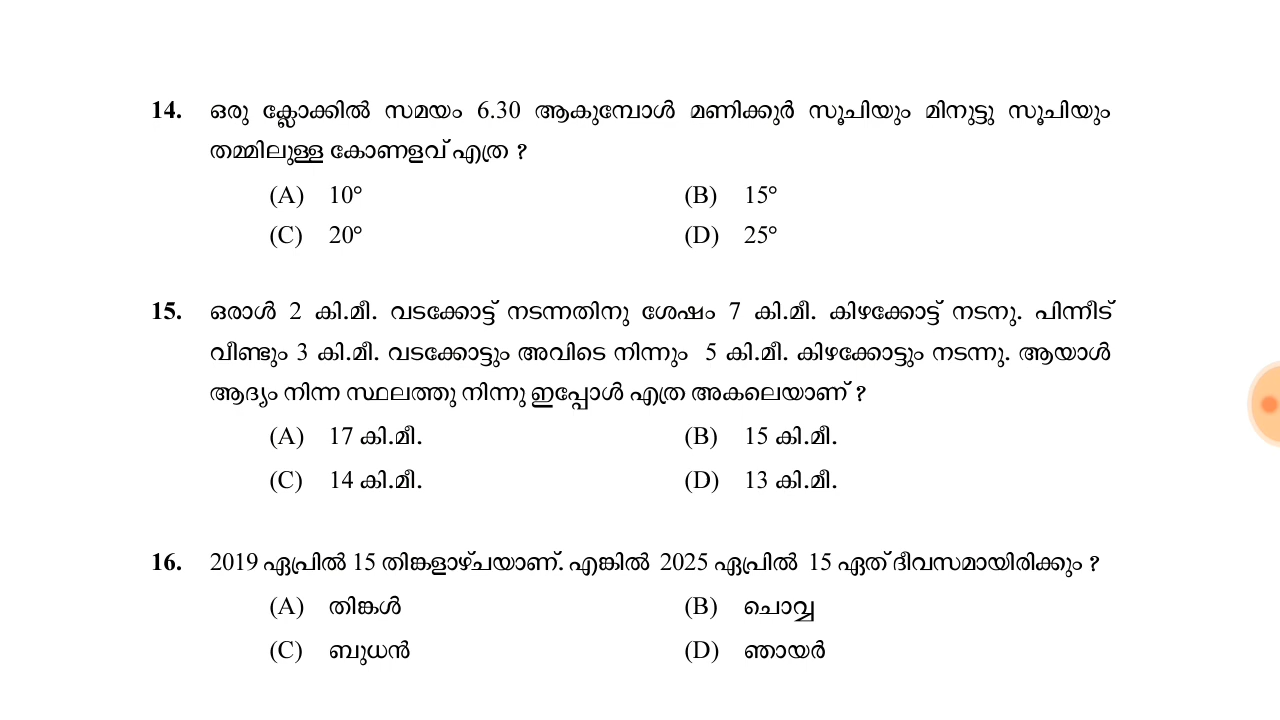 14. ഒരു ക്ലോക്കിൽ സമയം 6.30 ആകുമ്പോൾ മണിക്കൂർ സൂചിയും മിനുട്ടു സൂചിയും
തമ്മിലുള്ള കോണളവ് എത്ര ?
(A) 10° (B) 15°
(C) 20° (D) 25°
15. ഒരാൾ 2 കി.മീ. വടക്കോട്ട് നടന്നതിനു ശേഷം 7 കി.മീ. കിഴക്കോട്ട് നടനു. പിന്നീട്
വീണ്ടും 3 കി.മീ. വടക്കോട്ടും അവിടെ നിന്നും 5 കി.മീ. കിഴക്കോട്ടും നടന്നു. ആയാൾ
ആദ്യം നിന്ന സ്ഥലത്തു നിന്നു ഇപ്പോൾ എത്ര അകലെയാണ് ?
(A) 17 കി.മീ. (B) 15 കി.മീ.
(C) 14 കി.മീ. (D) 13 കി.മീ.
16. 2019 ഏപ്രിൽ 15 തിങ്കളാഴ്ചയാണ്. എങ്കിൽ 2025 ഏപ്രിൽ 15 ഏത് ദീവസമായിരിക്കും ?
(A) തിങ്കൾ (B) ചൊവ്വ
(C) ബുധൻ (D) ഞായർ